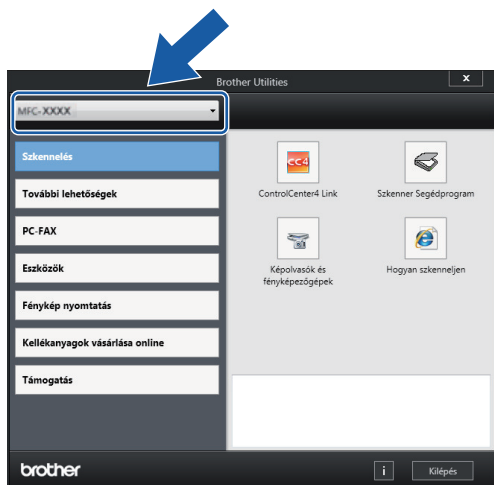 Brother Utilities
X
MFC-XXXX
Szkennelés
További lehetőségek
PC-FAX
Eszközök
Fénykép nyomtatás
Kellékanyagok vásárlása online
Támogatás
CC4
ControlCenter4 Link
Szkenner Segédprogram
Képolvasók és
fényképezőgépek
Hogyan szkenneljen
brother
i
Kilépés